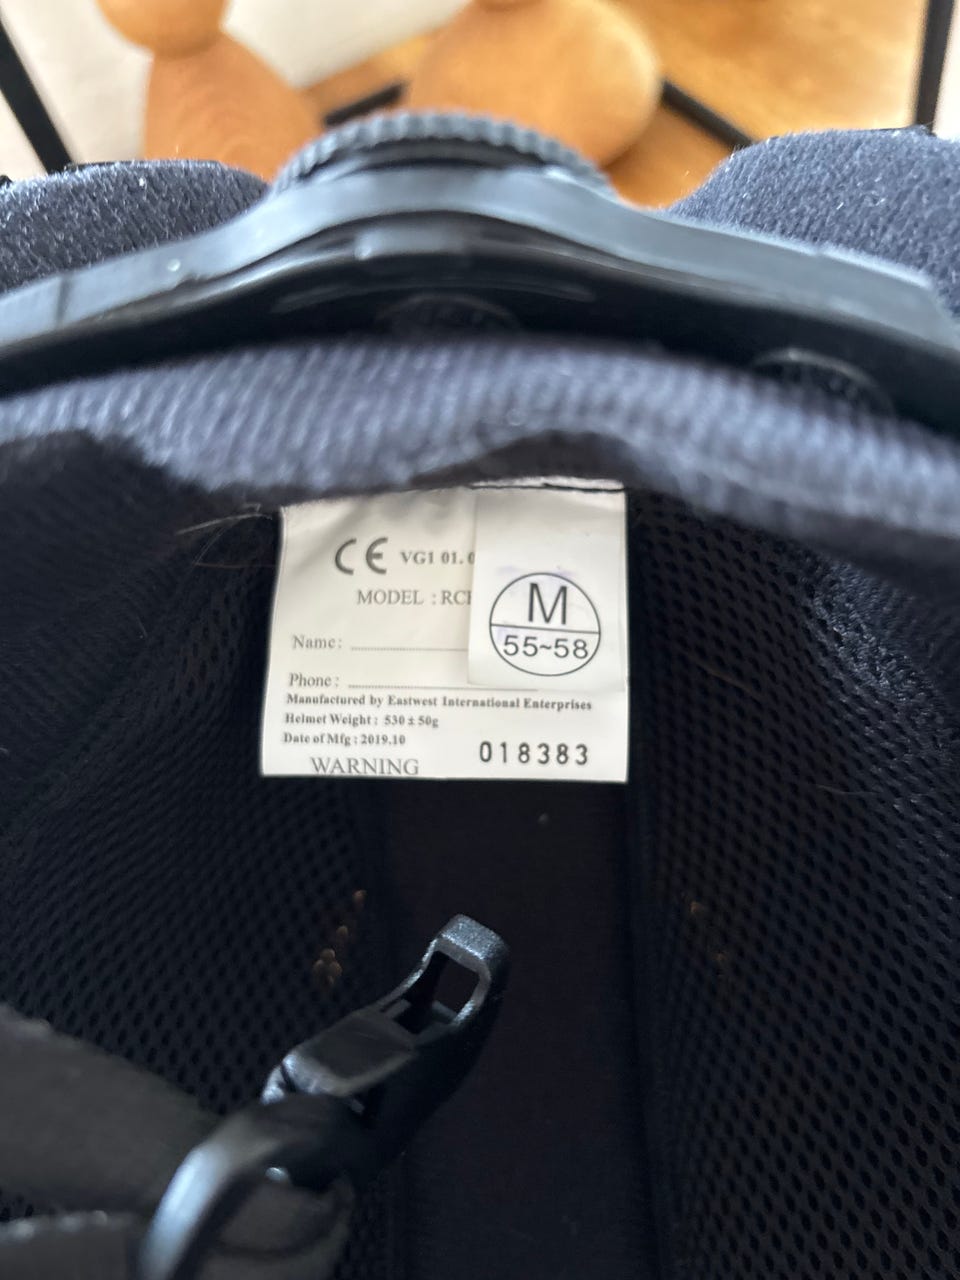 CE VG1 01.
MODEL : RC
M
55~58
Name:
Phone :
Manufactured by Eastwest International Enterprises
Helmet Weight : 530 ± 50g
Date of Mfg : 2019.10
018383
WARNING